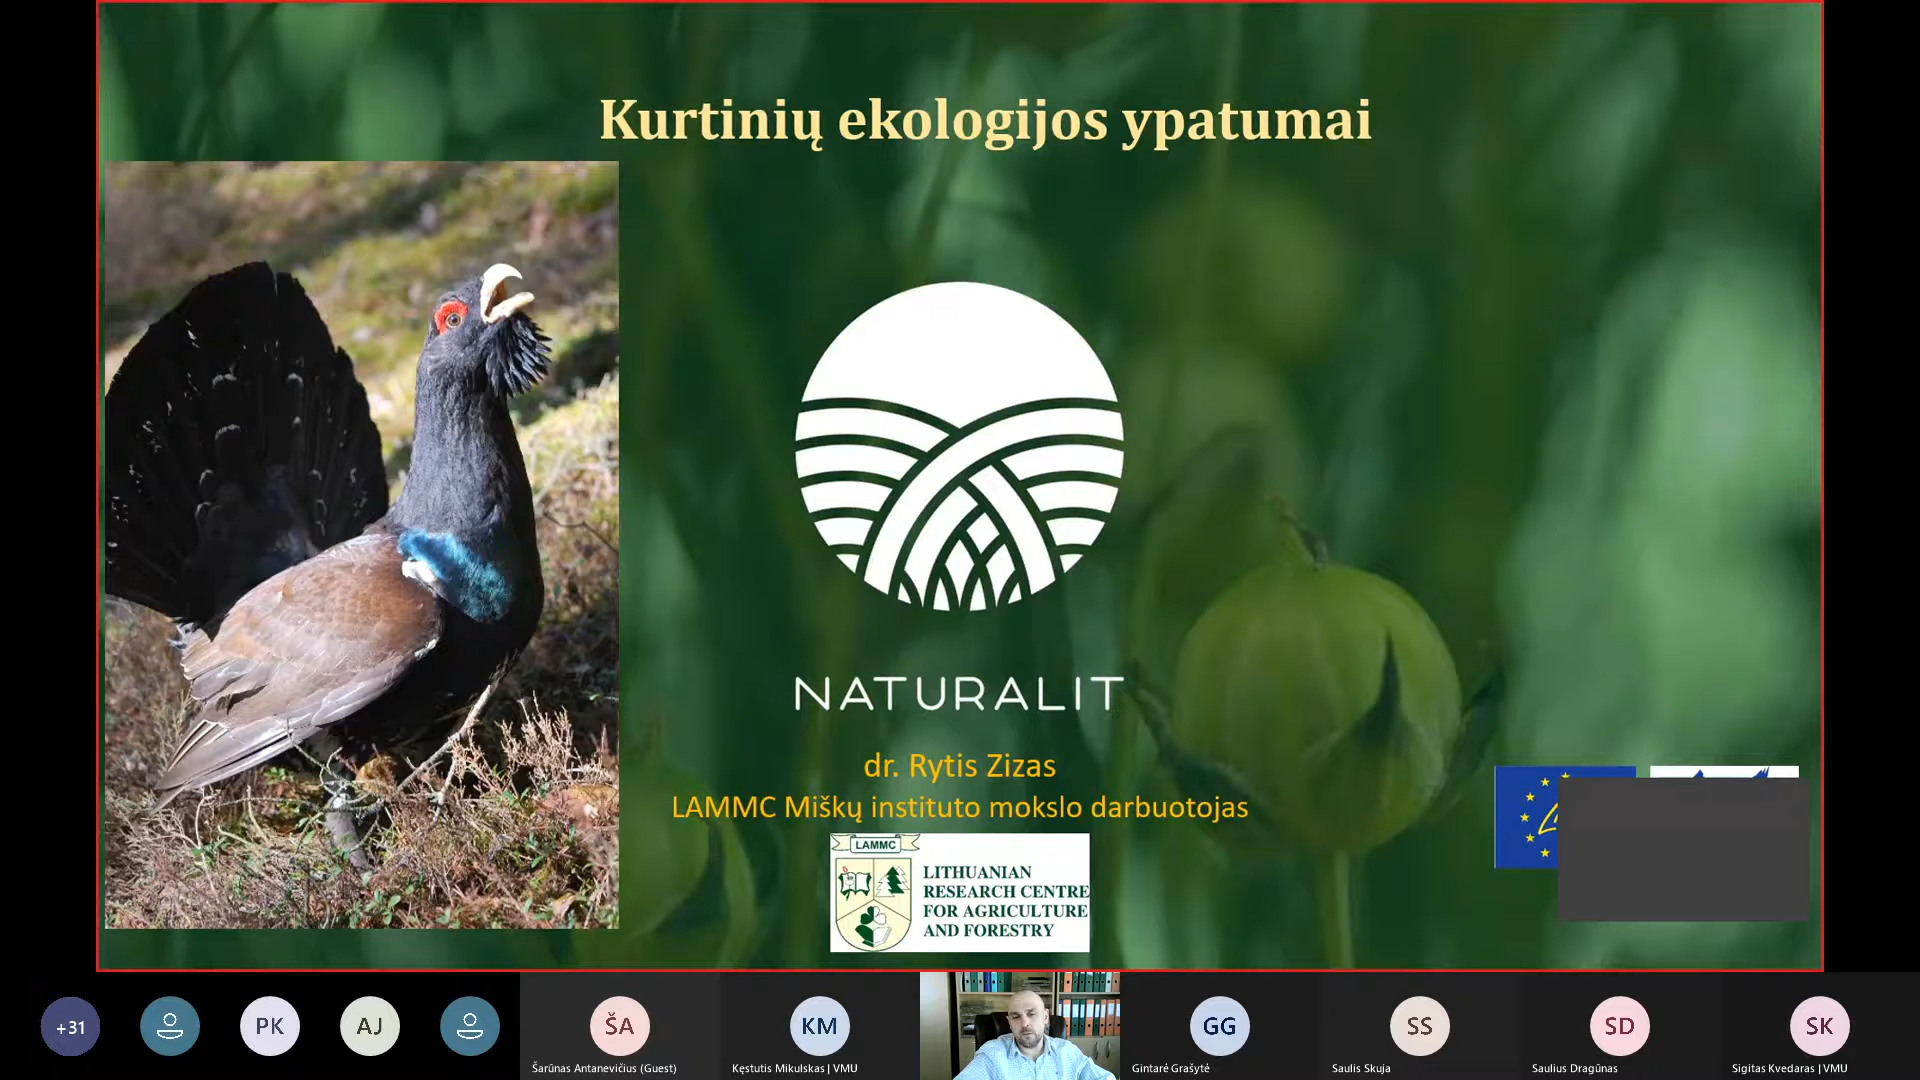 Kurtinių ekologijos ypatumai
NATURALIT
dr. Rytis Zizas
LAMMC Miškų instituto mokslo darbuotojas
LAMMC
LITHUANIAN
RESEARCH CENTRE
FOR AGRICULTURE
AND FORESTRY
+31
PK
AJ
ŠA
KM
GG
SS
SD
SK
Šarūnas Antanevičius (Guest)
Kęstutis Mikulskas | VMU
Gintarė Grašytė
Saulis Skuja
Saulius Dragūnas
Sigitas Kvedaras | VMU